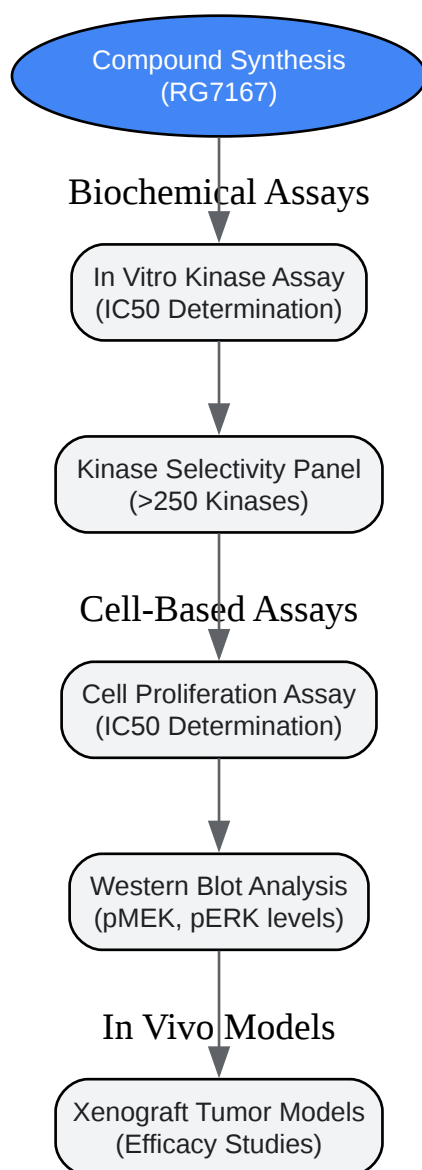 Compound Synthesis
(RG7167)
Biochemical Assays
In Vitro Kinase Assay
(IC50 Determination)
Kinase Selectivity Panel
(>250 Kinases)
Cell-Based Assays
Cell Proliferation Assay
(IC50 Determination)
Western Blot Analysis
(pMEK, pERK levels)
In Vivo Models
Xenograft Tumor Models
(Efficacy Studies)